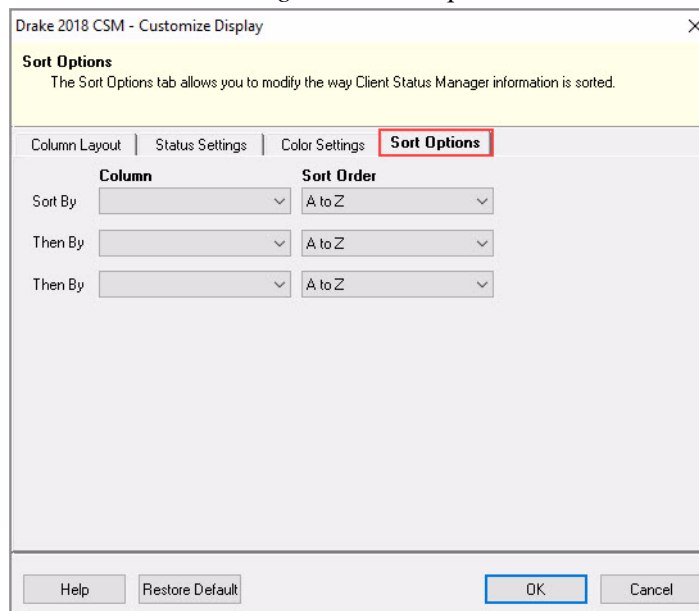 Drake 2018 CSM - Customize Display
Sort Options
The Sort Options tab allows you to modify the way Client Status Manager information is sorted.
Column Layout Status Settings Color Settings Sort Options
Column Sort Order
Sort By A to Z
Then By A to Z
Then By A to Z
Help Restore Default OK Cancel